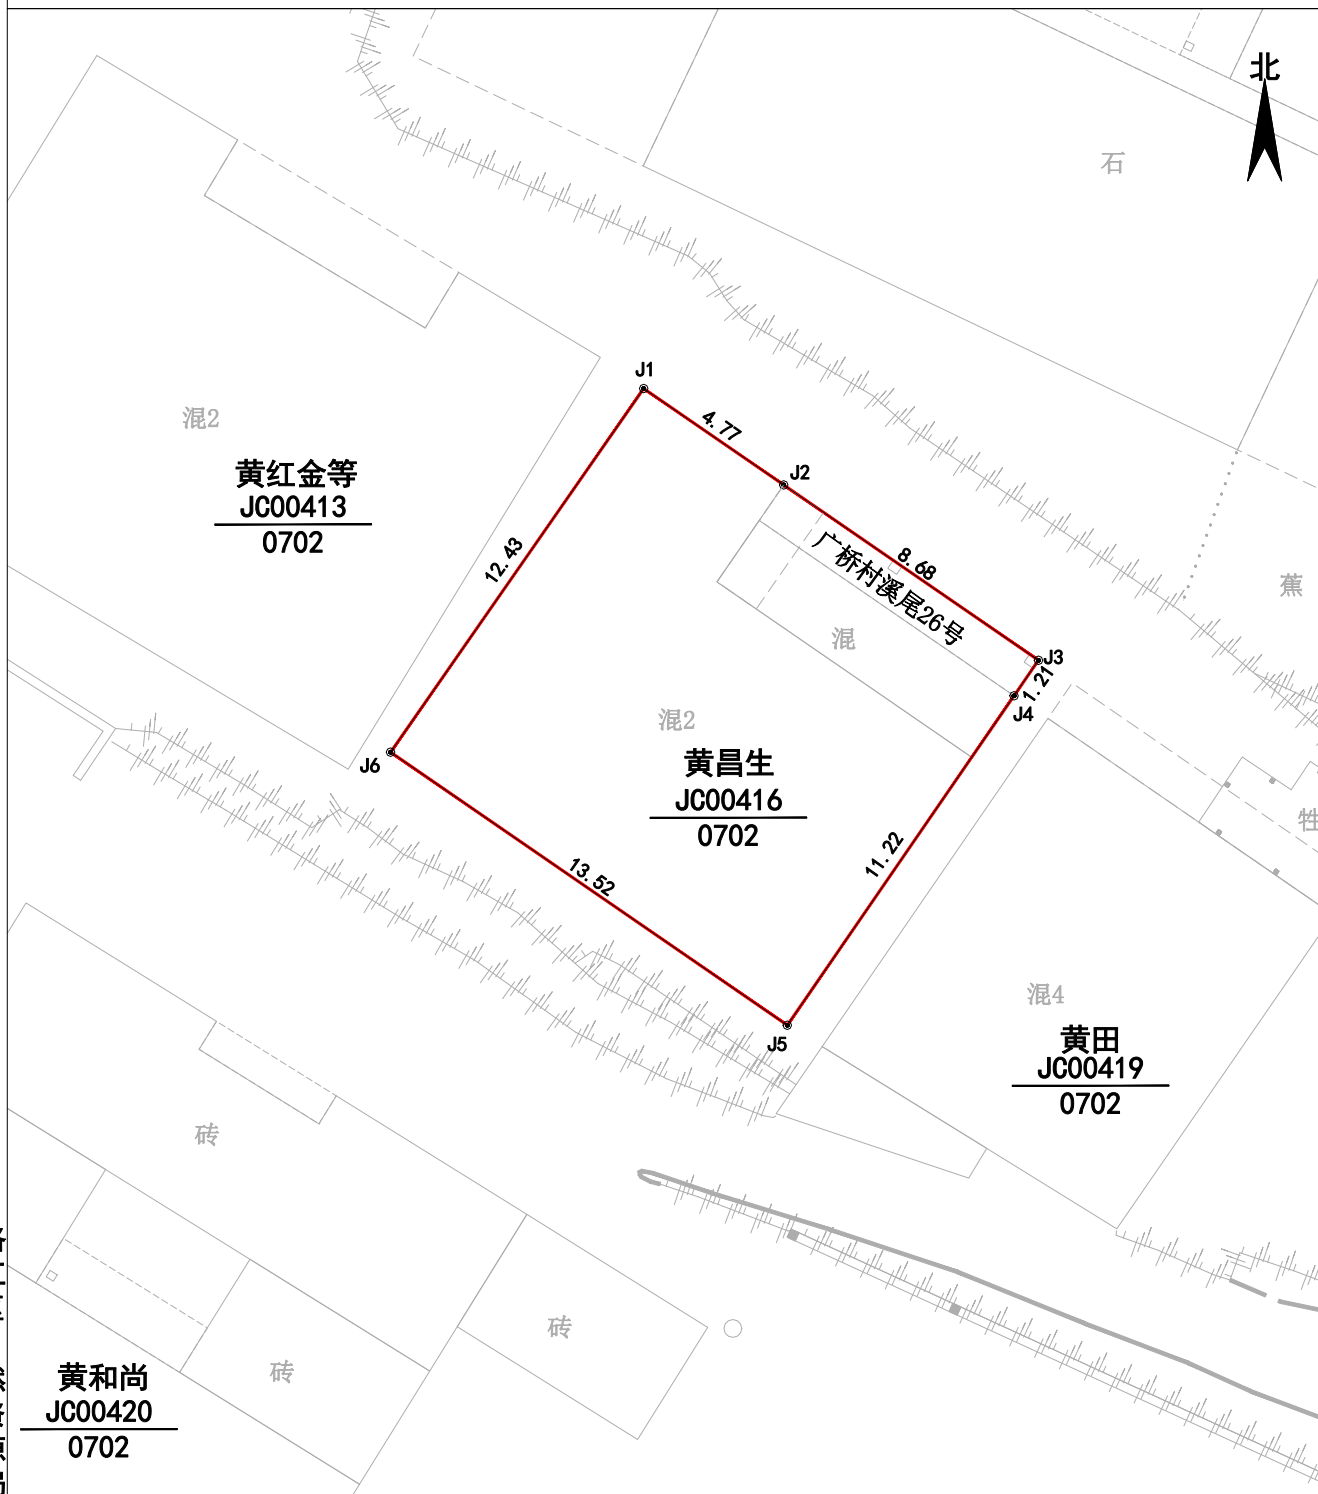 北
石
J1
4.77
混2
J2
黄红金等
JC00413
0702
12.43
8.68
广桥村溪尾26号
蕉
混
J3
1.21
J4
混2
黄昌生
JC00416
0702
J6
牲
11.22
13.52
混4
J5
黄田
JC00419
0702
砖
砖
砖
黄和尚
JC00420
0702